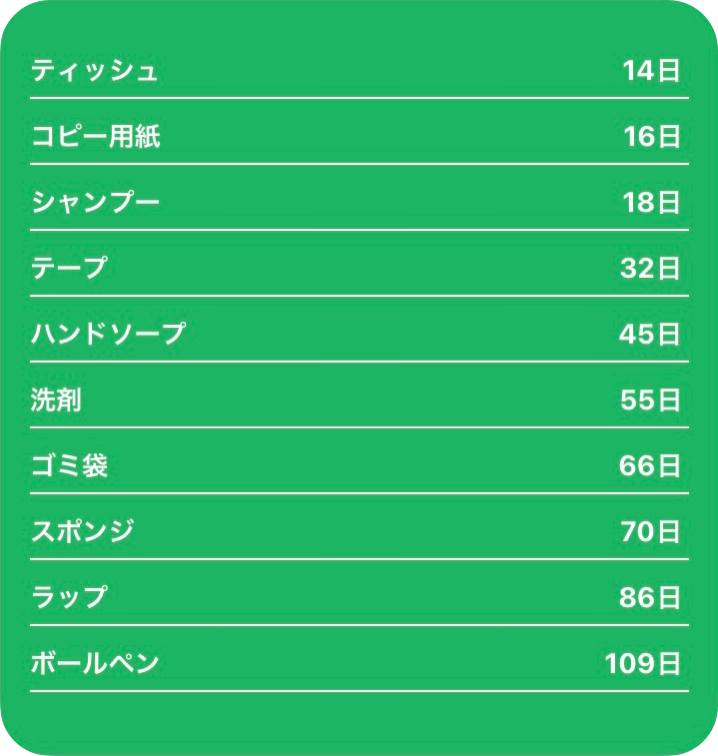 ティッシュ 14日
コピー用紙 16日
シャンプー 18日
テープ 32日
ハンドソープ 45日
洗剤 55日
ゴミ袋 66日
スポンジ 70日
ラップ 86日
ボールペン 109日